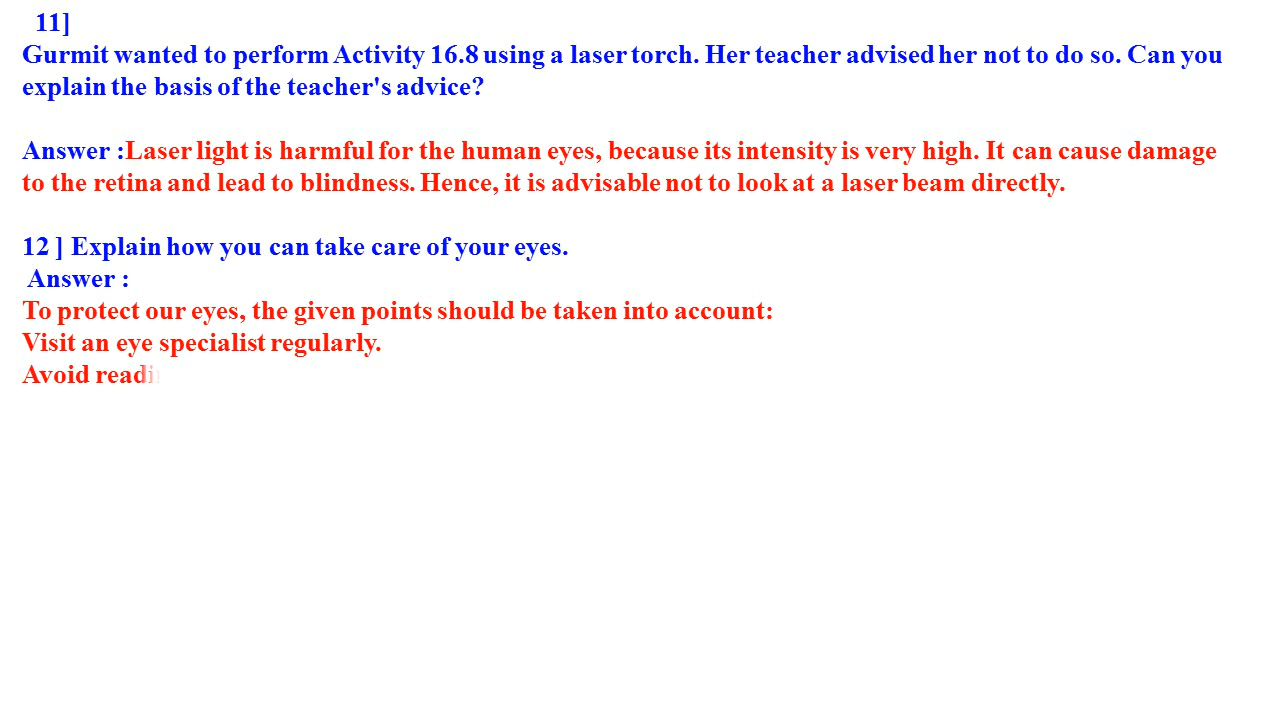 11]
Gurmit wanted to perform Activity 16.8 using a laser torch. Her teacher advised her not to do so. Can you
explain the basis of the teacher's advice?
Answer :Laser light is harmful for the human eyes, because its intensity is very high. It can cause damage
to the retina and lead to blindness. Hence, it is advisable not to look at a laser beam directly.
12 ] Explain how you can take care of your eyes.
Answer :
To protect our eyes, the given points should be taken into account:
Visit an eye specialist regularly.
Avoid